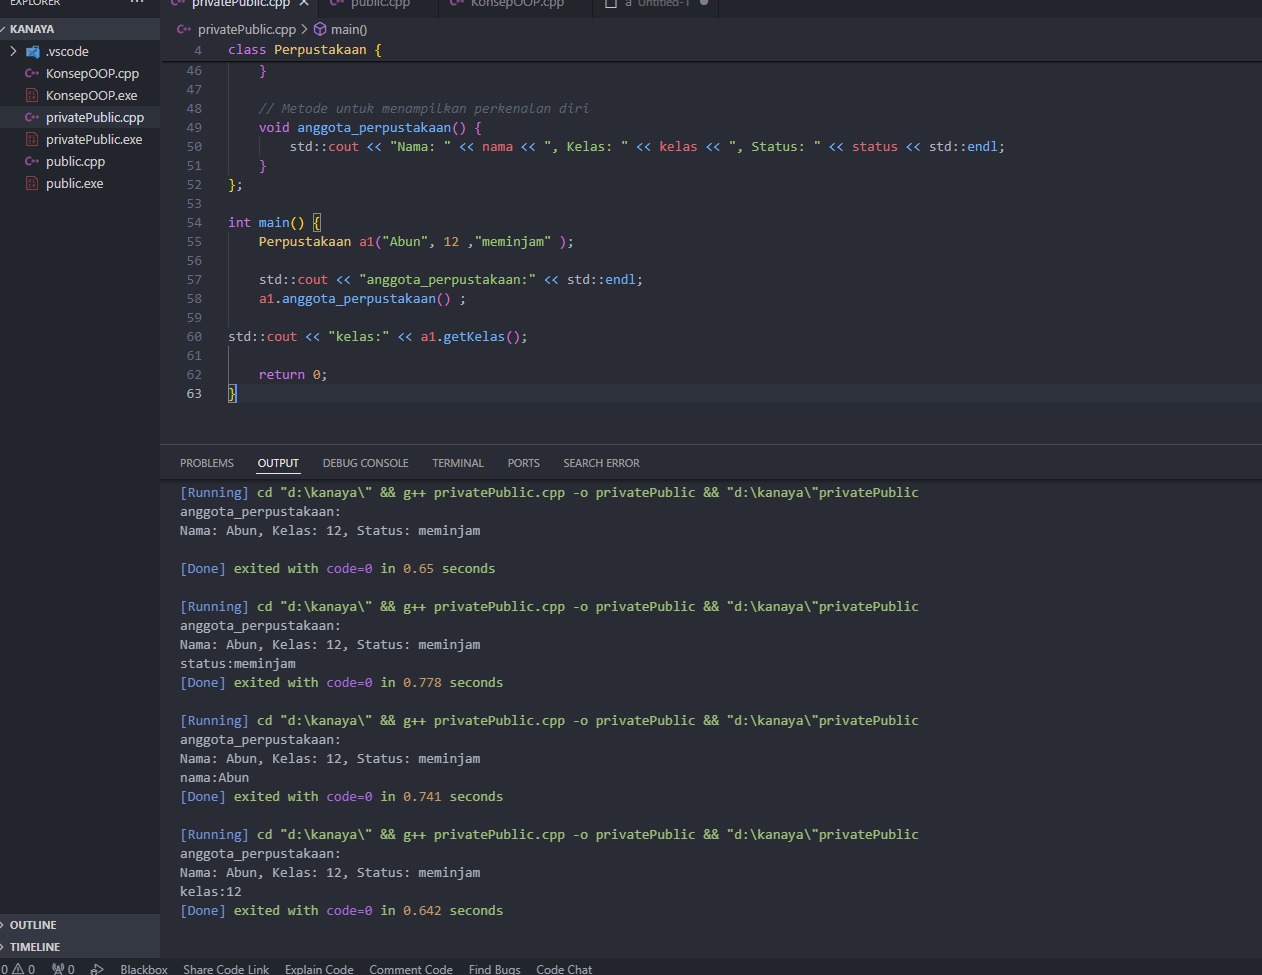 EXPLORER ...
privatePublic.cpp ×
public.cpp
KonsepOOP.cpp
a Untitled-1
KANAYA
.vscode
KonsepOOP.cpp
KonsepOOP.exe
privatePublic.cpp
privatePublic.exe
public.cpp
public.exe
OUTLINE
TIMELINE
privatePublic.cpp > main()
4 class Perpustakaan {
46 }
47
48 // Metode untuk menampilkan perkenalan diri
49 void anggota_perpustakaan() {
50 std::cout << "Nama: " << nama << ", Kelas: " << kelas << ", Status: " << status << std::endl;
51 }
52 };
53
54 int main() {
55 Perpustakaan a1("Abun", 12 ,"meminjam" );
56
57 std::cout << "anggota_perpustakaan:" << std::endl;
58 a1.anggota_perpustakaan() ;
59
60 std::cout << "kelas:" << a1.getKelas();
61
62 return 0;
63 }
PROBLEMS OUTPUT DEBUG CONSOLE TERMINAL PORTS SEARCH ERROR
[Running] cd "d:\kanaya\" && g++ privatePublic.cpp -o privatePublic && "d:\kanaya\"privatePublic
anggota_perpustakaan:
Nama: Abun, Kelas: 12, Status: meminjam
[Done] exited with code=0 in 0.65 seconds
[Running] cd "d:\kanaya\" && g++ privatePublic.cpp -o privatePublic && "d:\kanaya\"privatePublic
anggota_perpustakaan:
Nama: Abun, Kelas: 12, Status: meminjam
status:meminjam
[Done] exited with code=0 in 0.778 seconds
[Running] cd "d:\kanaya\" && g++ privatePublic.cpp -o privatePublic && "d:\kanaya\"privatePublic
anggota_perpustakaan:
Nama: Abun, Kelas: 12, Status: meminjam
nama:Abun
[Done] exited with code=0 in 0.741 seconds
[Running] cd "d:\kanaya\" && g++ privatePublic.cpp -o privatePublic && "d:\kanaya\"privatePublic
anggota_perpustakaan:
Nama: Abun, Kelas: 12, Status: meminjam
kelas:12
[Done] exited with code=0 in 0.642 seconds
0 0 0 Blackbox Share Code Link Explain Code Comment Code Find Bugs Code Chat